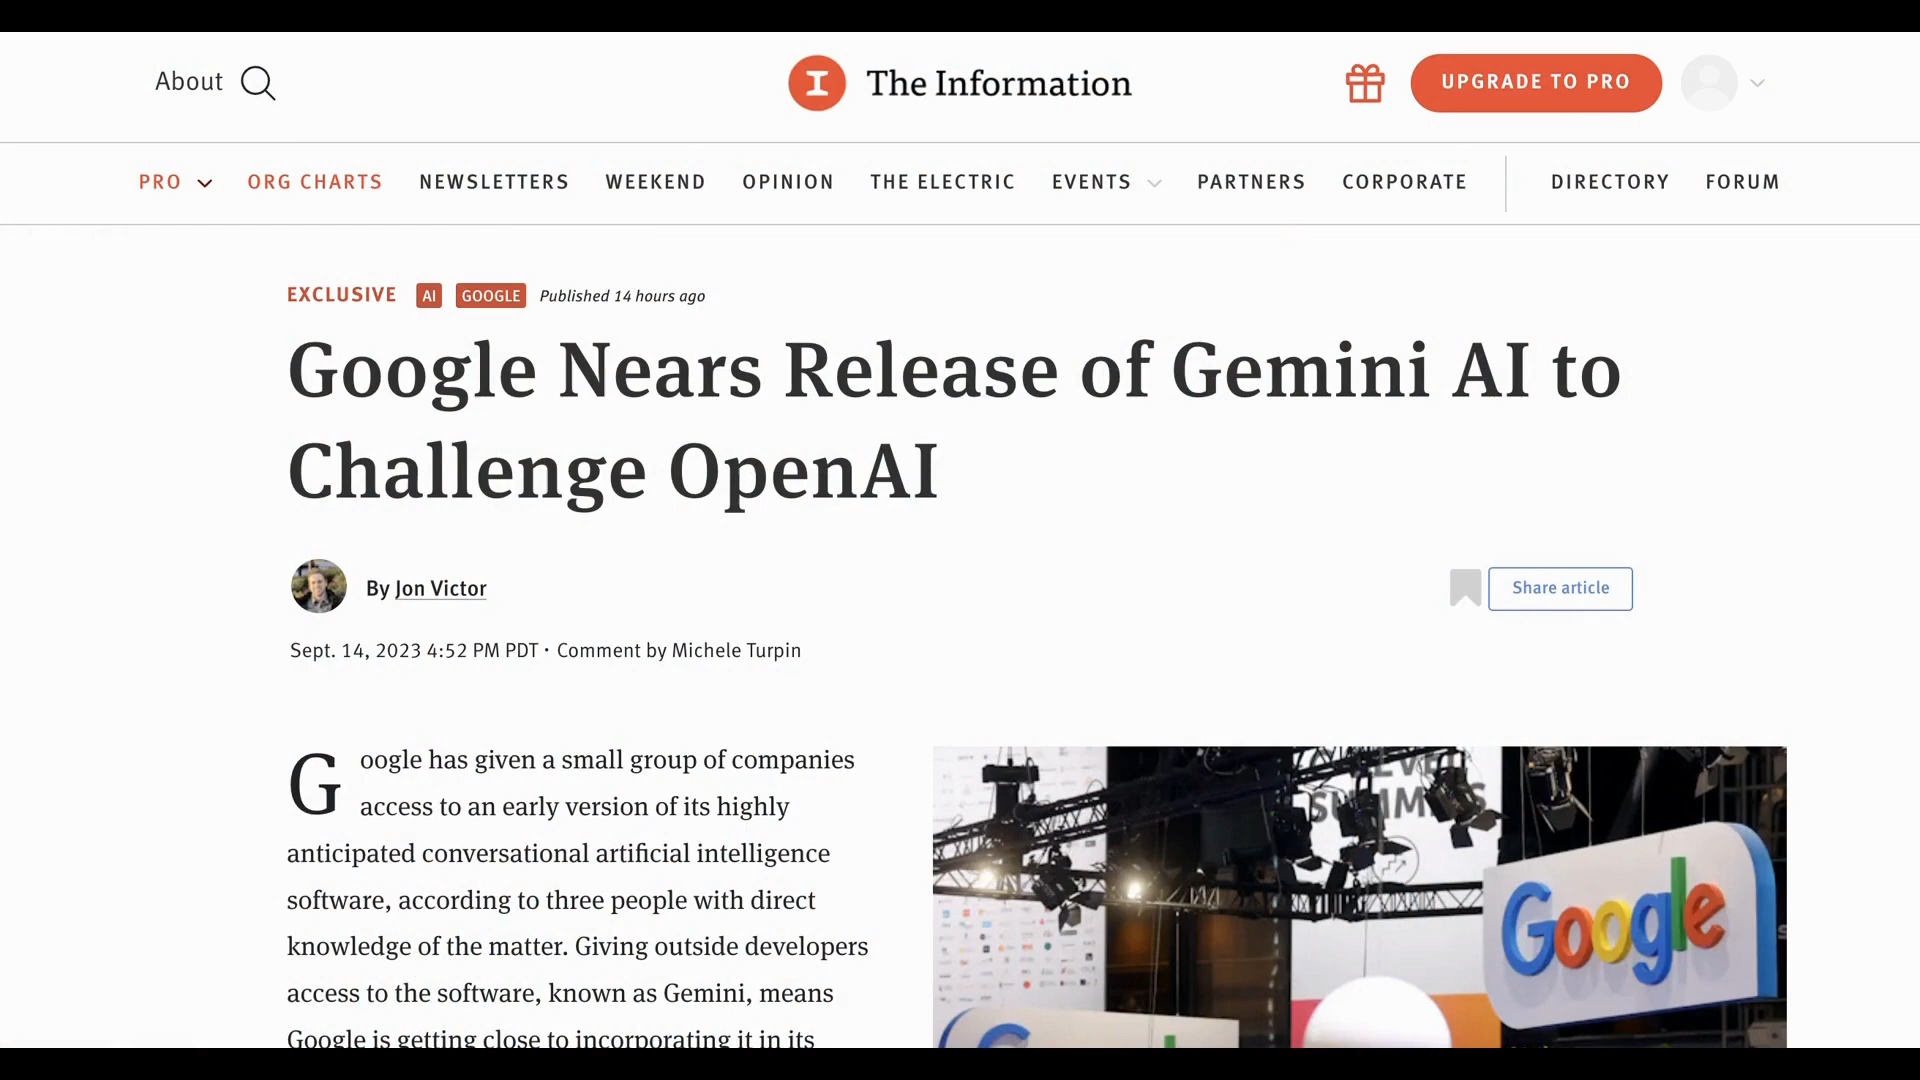 About
The Information
UPGRADE TO PRO
PRO ORG CHARTS NEWSLETTERS WEEKEND OPINION THE ELECTRIC EVENTS PARTNERS CORPORATE DIRECTORY FORUM
EXCLUSIVE AI GOOGLE Published 14 hours ago
Google Nears Release of Gemini AI to
Challenge OpenAI
By Jon Victor
Share article
Sept. 14, 2023 4:52 PM PDT · Comment by Michele Turpin
Google has given a small group of companies
access to an early version of its highly
anticipated conversational artificial intelligence
software, according to three people with direct
knowledge of the matter. Giving outside developers
access to the software, known as Gemini, means
Google is getting close to incorporating it in its
Google